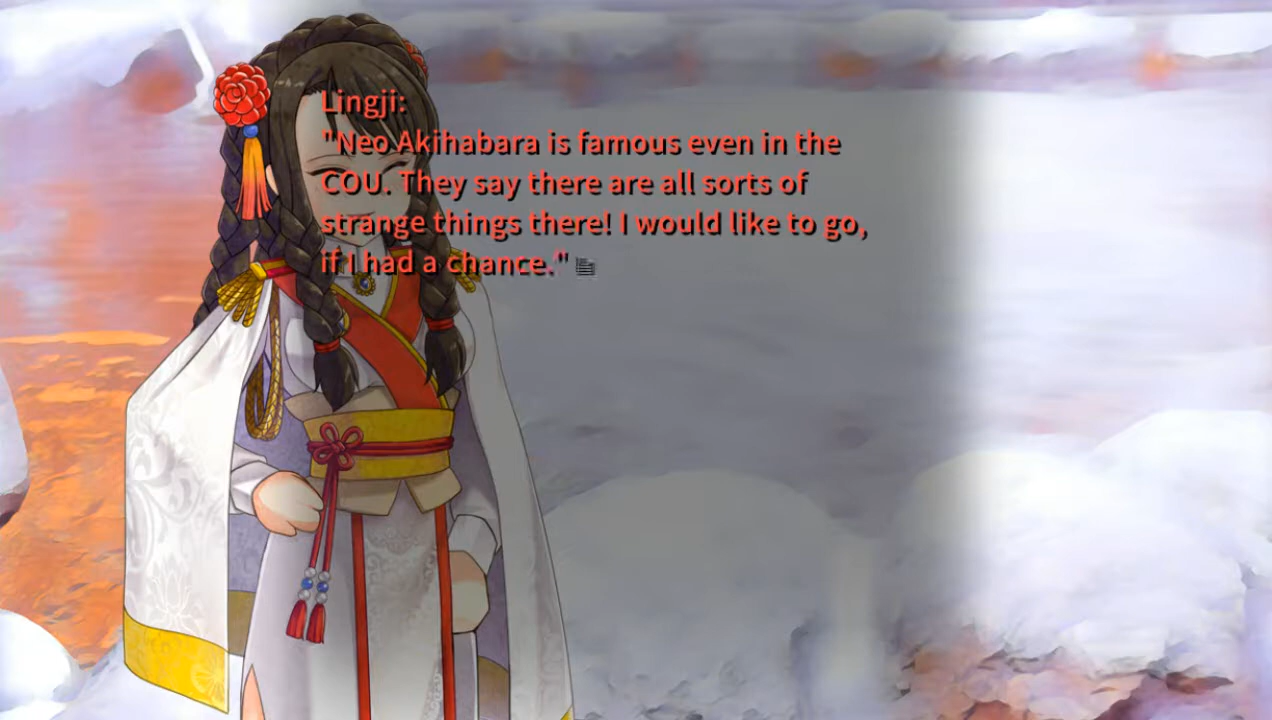 Lingji:
"Neo Akihabara is famous even in the
COU. They say there are all sorts of
strange things there! I would like to go,
if I had a chance."